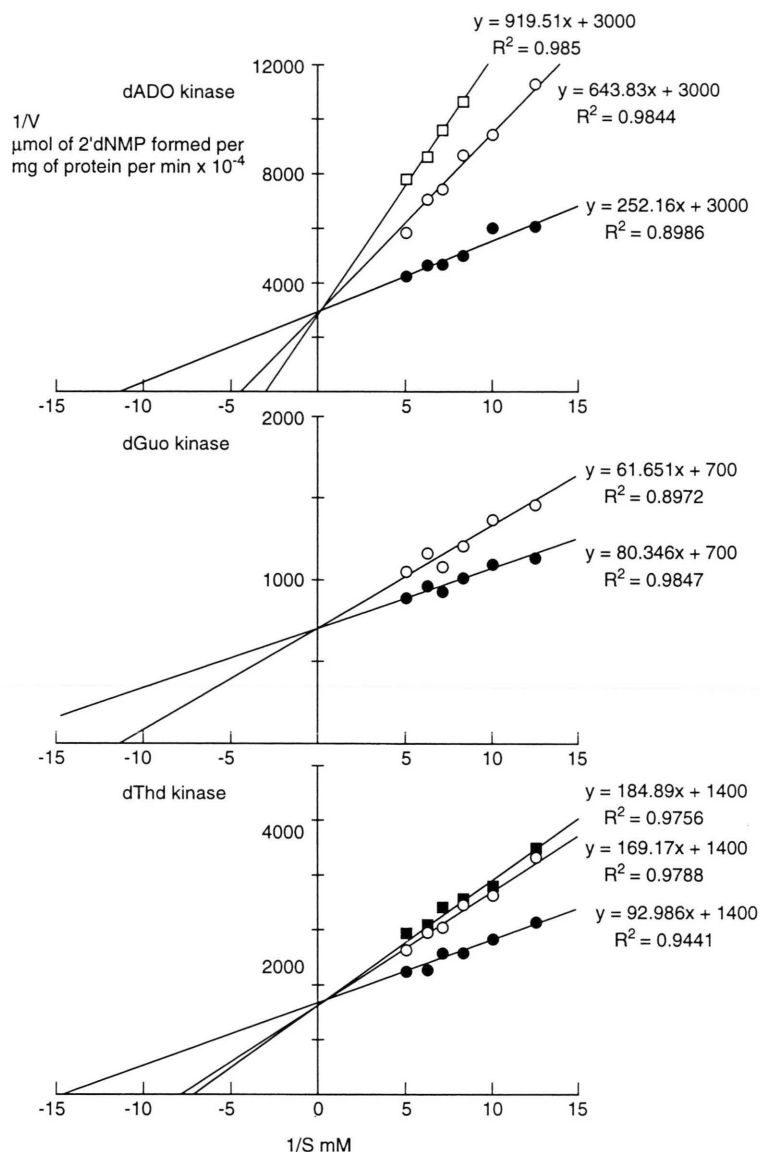 y = 919.51x + 3000
R² = 0.985
12000
dADO kinase
y = 643.83x + 3000
R² = 0.9844
1/V
μmol of 2'dNMP formed per
mg of protein per min x 10⁻⁴
8000
y = 252.16x + 3000
R² = 0.8986
4000
-15 -10 -5 5 10 15
2000
dGuo kinase
y = 61.651x + 700
R² = 0.8972
y = 80.346x + 700
R² = 0.9847
1000
-15 -10 -5 5 10 15
dThd kinase
y = 184.89x + 1400
R² = 0.9756
4000
y = 169.17x + 1400
R² = 0.9788
y = 92.986x + 1400
R² = 0.9441
2000
-15 -10 -5 0 5 10 15
1/S mM